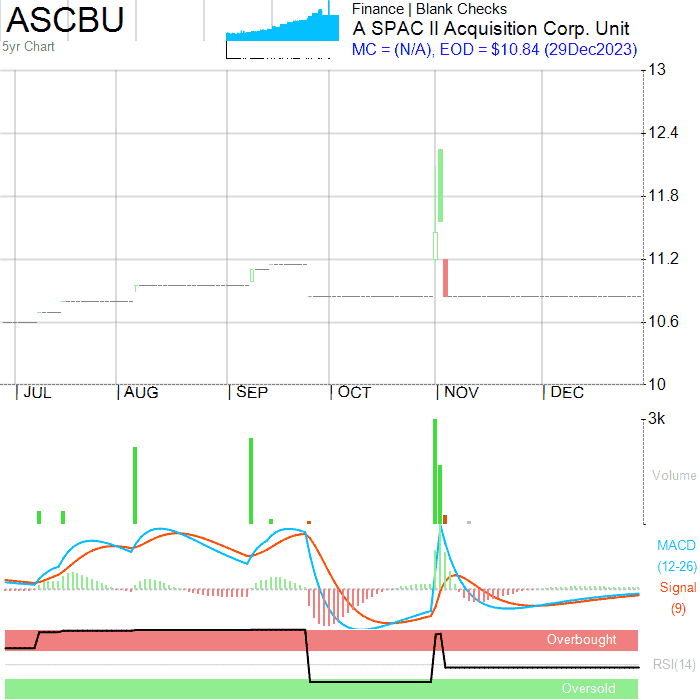 ASCBU
5yr Chart
Finance | Blank Checks
A SPAC II Acquisition Corp. Unit
MC = (N/A), EOD = $10.84 (29Dec2023)
13
12.4
11.8
11.2
10.6
10
JUL AUG SEP OCT NOV DEC
3k
Volume
MACD
(12-26)
Signal
(9)
Overbought
RSI(14)
Oversold